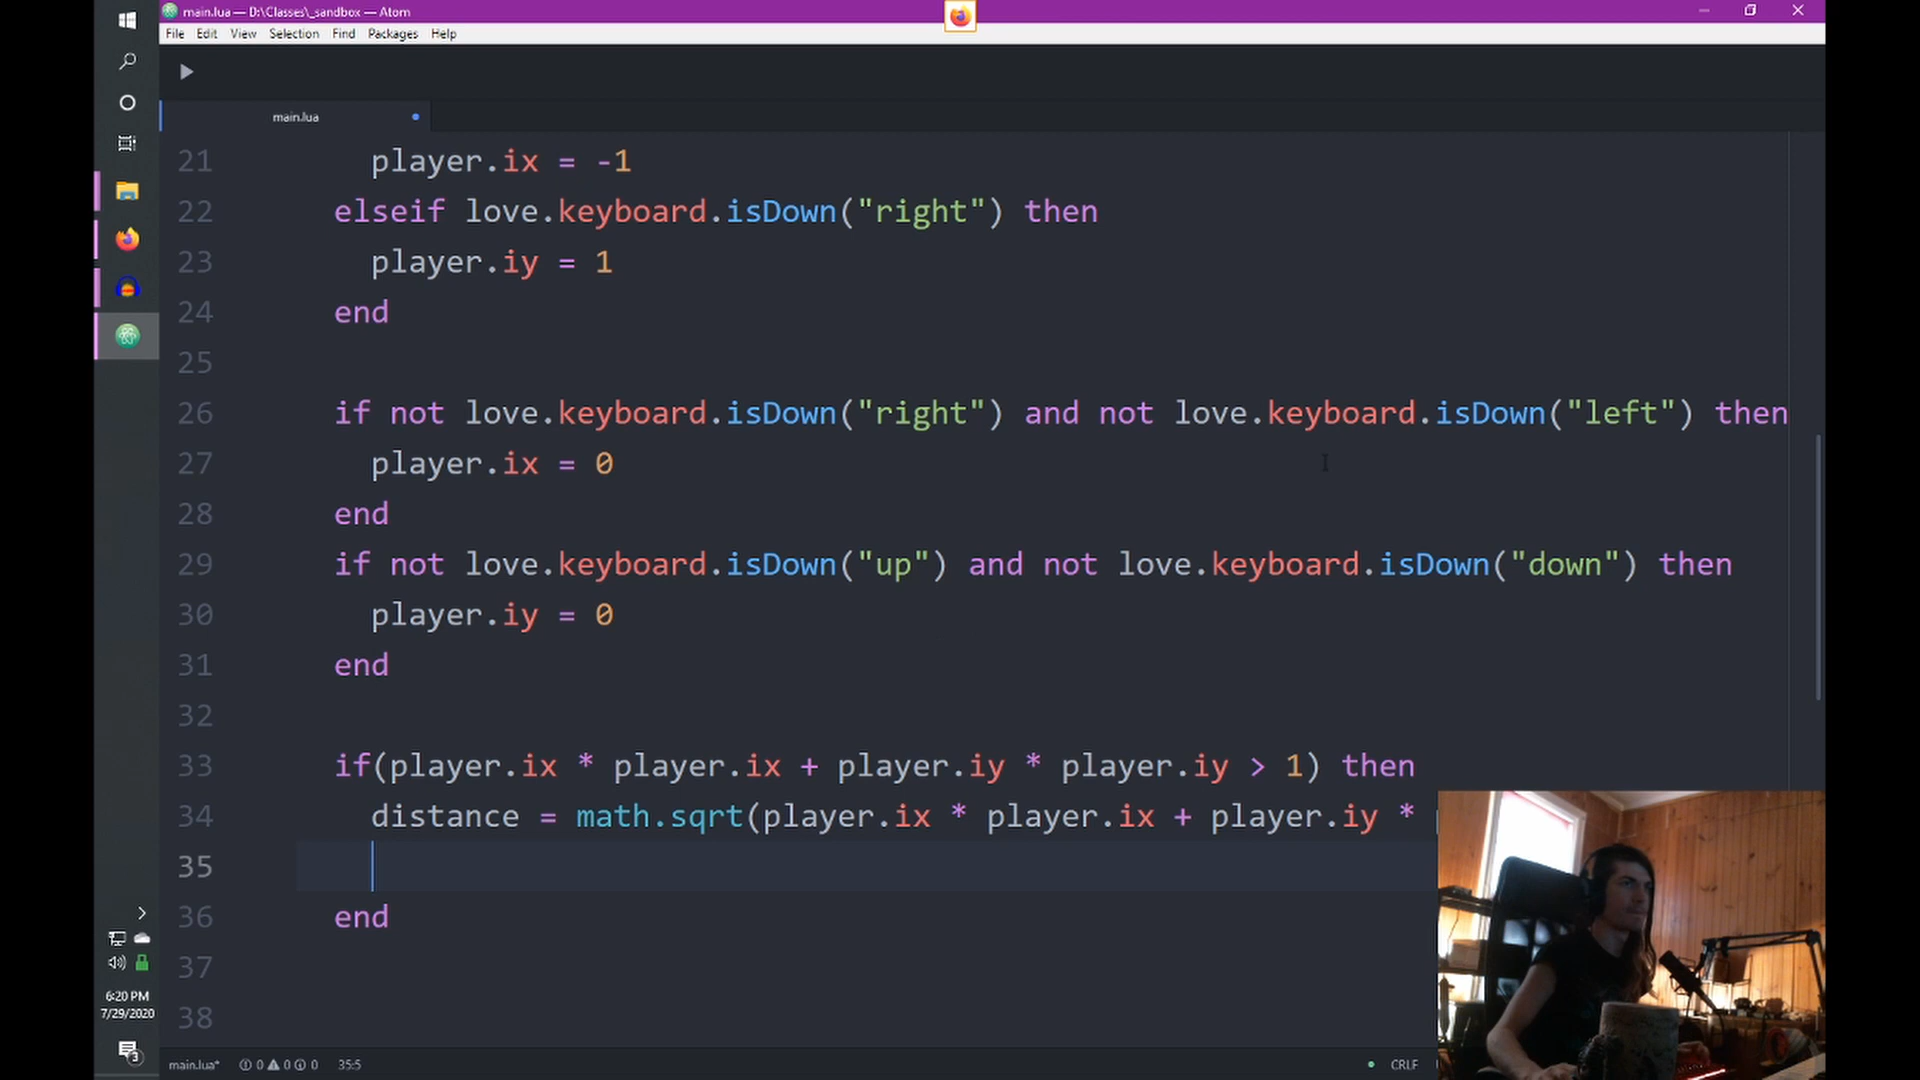 main.lua — D:\Classes\_sandbox — Atom
File Edit View Selection Find Packages Help
main.lua
21 player.ix = -1
22 elseif love.keyboard.isDown("right") then
23 player.iy = 1
24 end
25
26 if not love.keyboard.isDown("right") and not love.keyboard.isDown("left") then
27 player.ix = 0
28 end
29 if not love.keyboard.isDown("up") and not love.keyboard.isDown("down") then
30 player.iy = 0
31 end
32
33 if(player.ix * player.ix + player.iy * player.iy > 1) then
34 distance = math.sqrt(player.ix * player.ix + player.iy *
35
36 end
37
38
6:20 PM
7/29/2020
3
main.lua* 0 0 0 35:5 CRLF